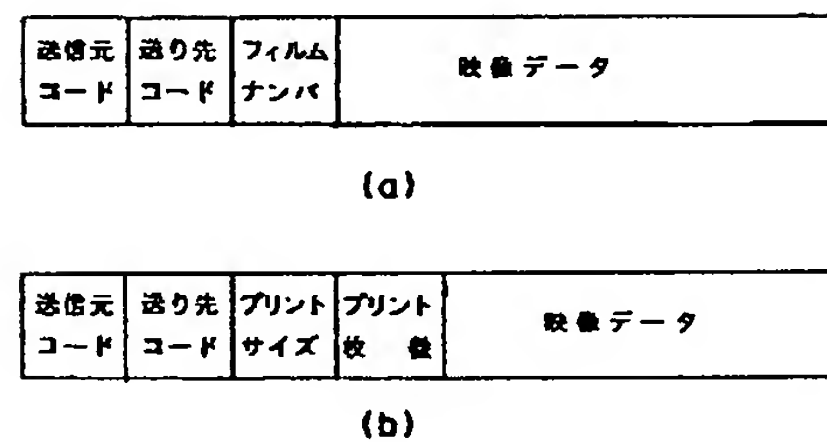 送信元 送り先 フィルム 映像データ
コード コード ナンバ
(a)
送信元 送り先 プリント プリント 映像データ
コード コード サイズ 枚 数
(b)